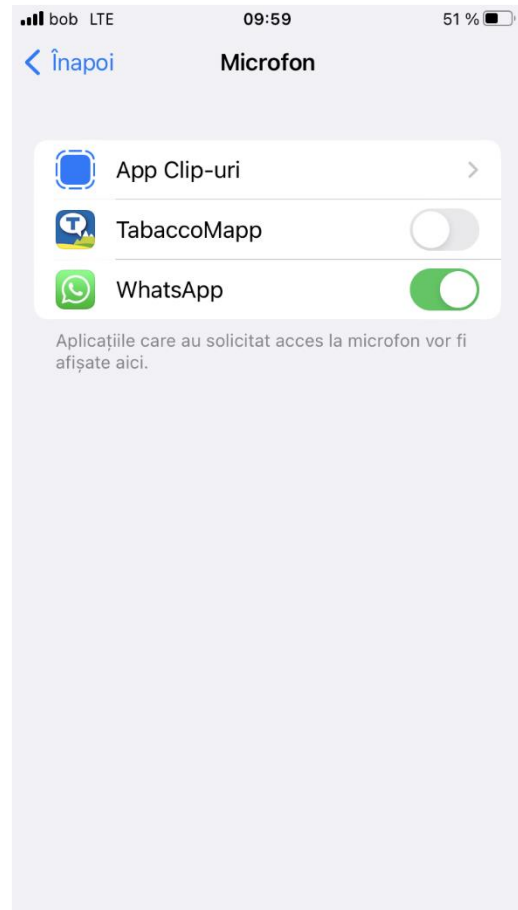 bob LTE 09:59 51 %
Înapoi Microfon
App Clip-uri
TabaccoMapp
WhatsApp
Aplicațiile care au solicitat acces la microfon vor fi
afișate aici.